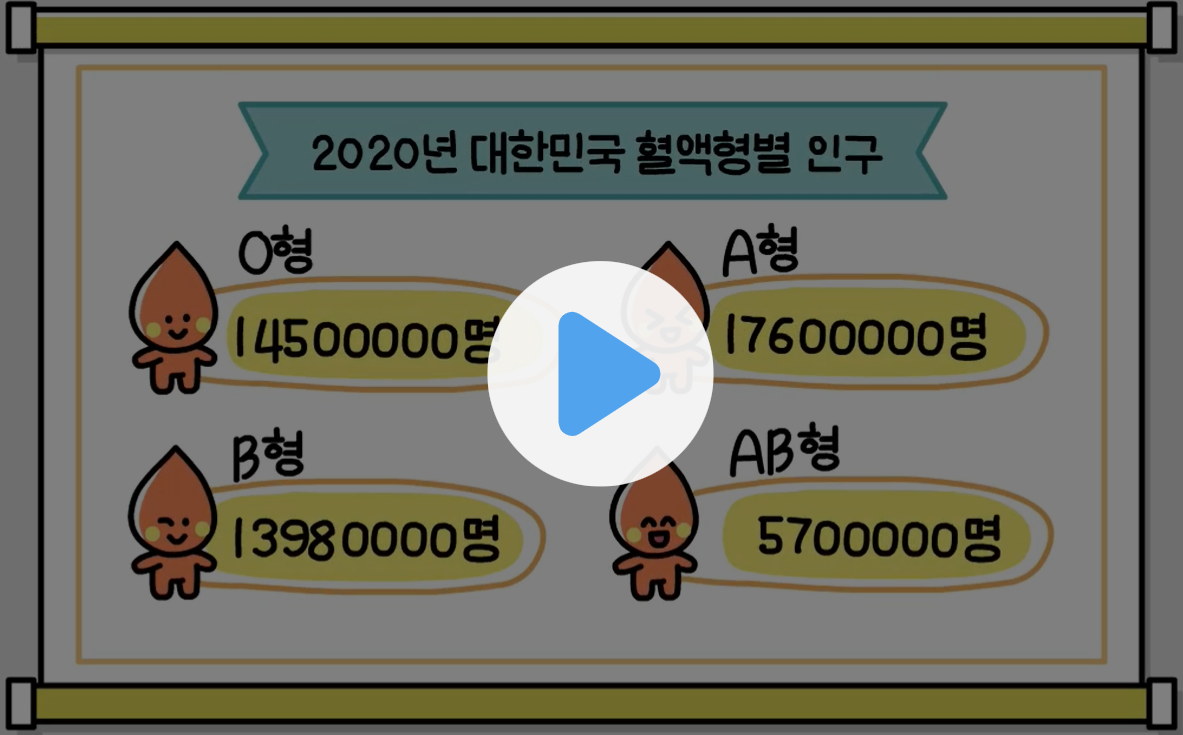 2020년 대한민국 혈액형별 인구
O형
14500000명
A형
17600000명
B형
13980000명
AB형
5700000명